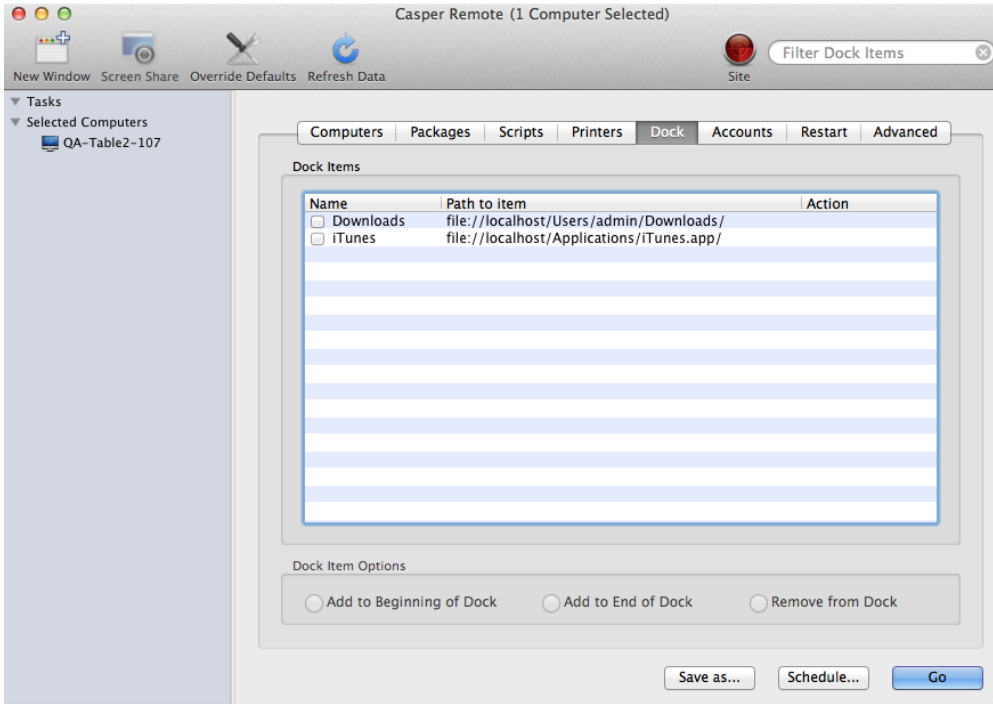 Casper Remote (1 Computer Selected)
New Window Screen Share Override Defaults Refresh Data Site Filter Dock Items
Tasks
Selected Computers
QA-Table2-107
Computers Packages Scripts Printers Dock Accounts Restart Advanced
Dock Items
Name Path to item Action
Downloads file://localhost/Users/admin/Downloads/
iTunes file://localhost/Applications/iTunes.app/
Dock Item Options
Add to Beginning of Dock Add to End of Dock Remove from Dock
Save as... Schedule... Go